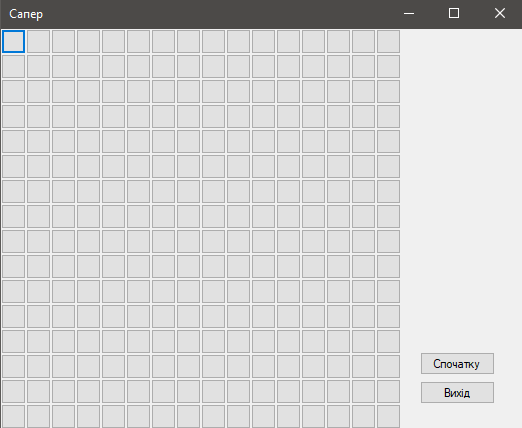 Сапер
Спочатку
Вихід